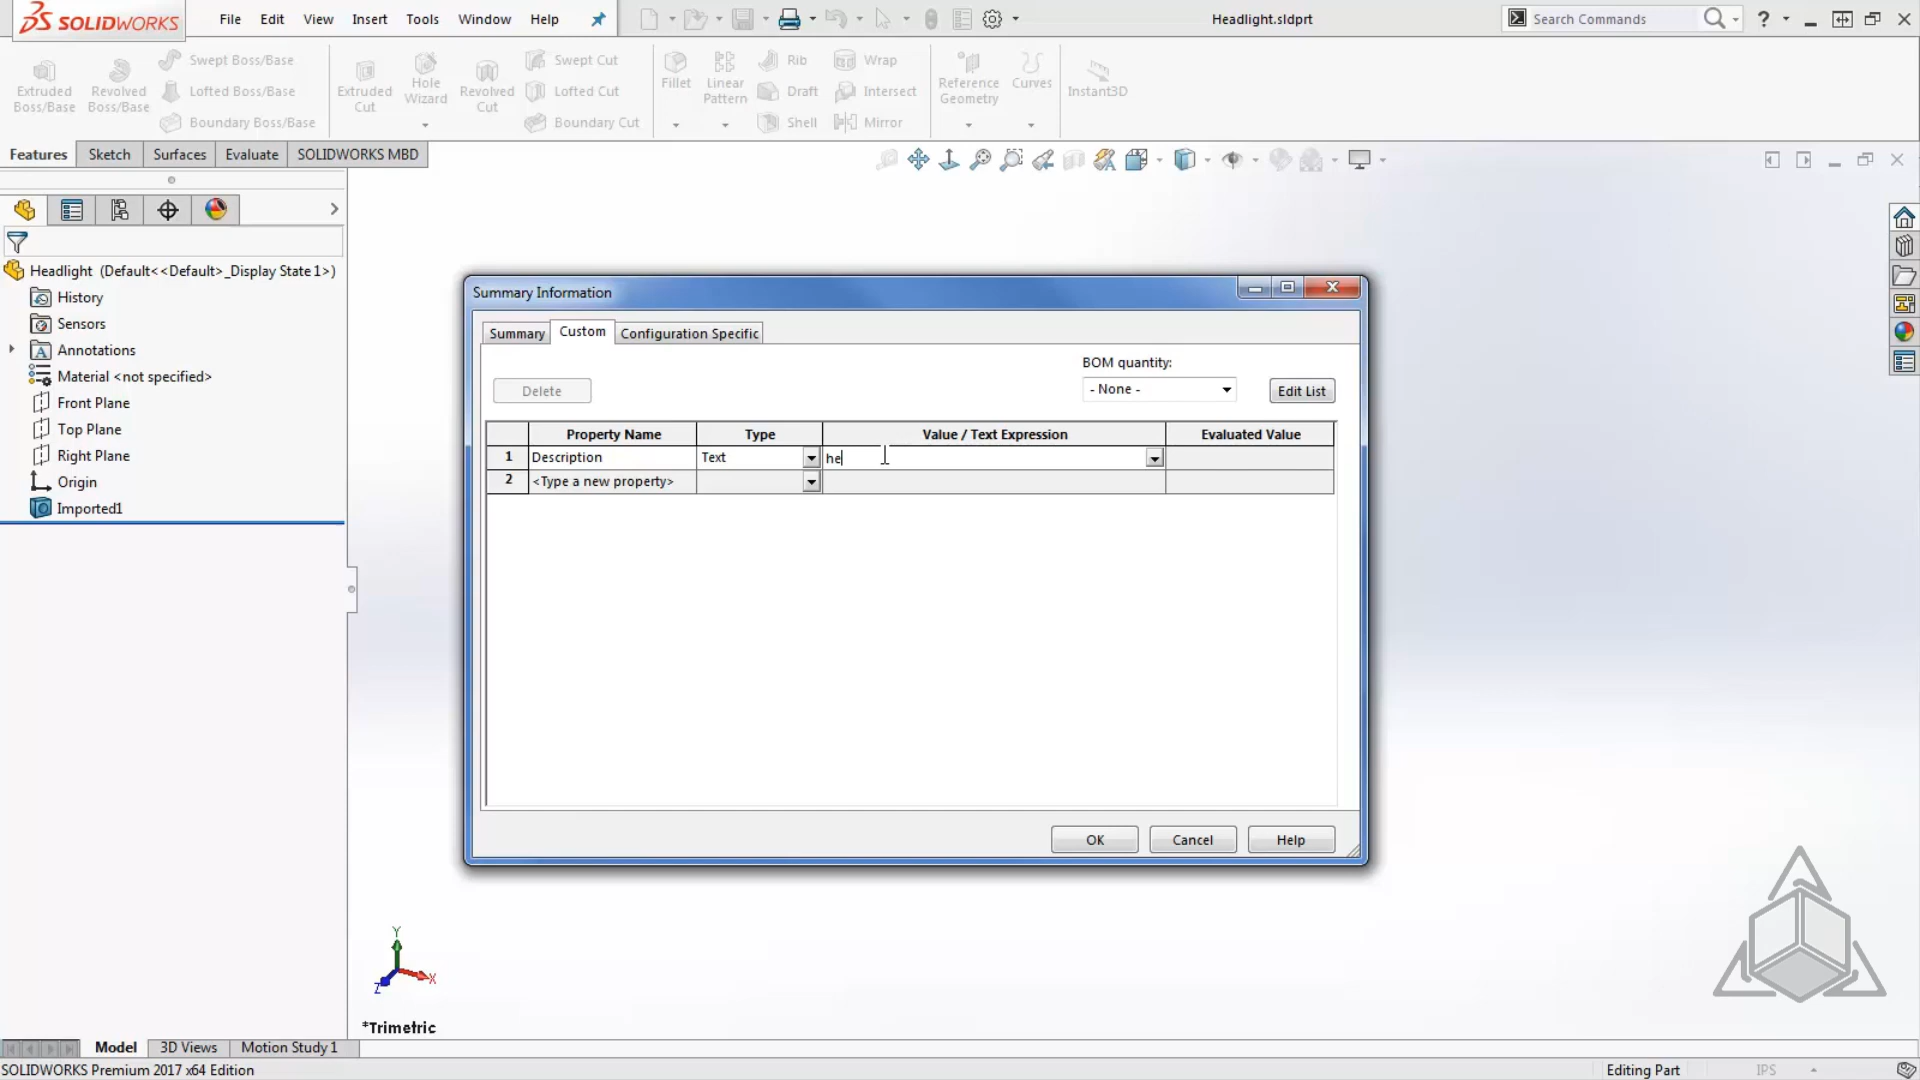 SOLIDWORKS File Edit View Insert Tools Window Help Headlight.sldprt Search Commands ?
Extruded Boss/Base
Revolved Boss/Base
Swept Boss/Base
Lofted Boss/Base
Boundary Boss/Base
Extruded Cut
Hole Wizard
Revolved Cut
Swept Cut
Lofted Cut
Boundary Cut
Fillet
Linear Pattern
Rib
Draft
Shell
Wrap
Intersect
Mirror
Reference Geometry
Curves
Instant3D
Features Sketch Surfaces Evaluate SOLIDWORKS MBD
Headlight (Default<<Default>_Display State 1>)
History
Sensors
Annotations
Material <not specified>
Front Plane
Top Plane
Right Plane
Origin
Imported1
Summary Information
Summary Custom Configuration Specific
BOM quantity:
Delete - None - Edit List
Property Name Type Value / Text Expression Evaluated Value
1 Description Text he
2 <Type a new property>
OK Cancel Help
Y
X
Z
*Trimetric
Model 3D Views Motion Study 1
SOLIDWORKS Premium 2017 x64 Edition Editing Part IPS